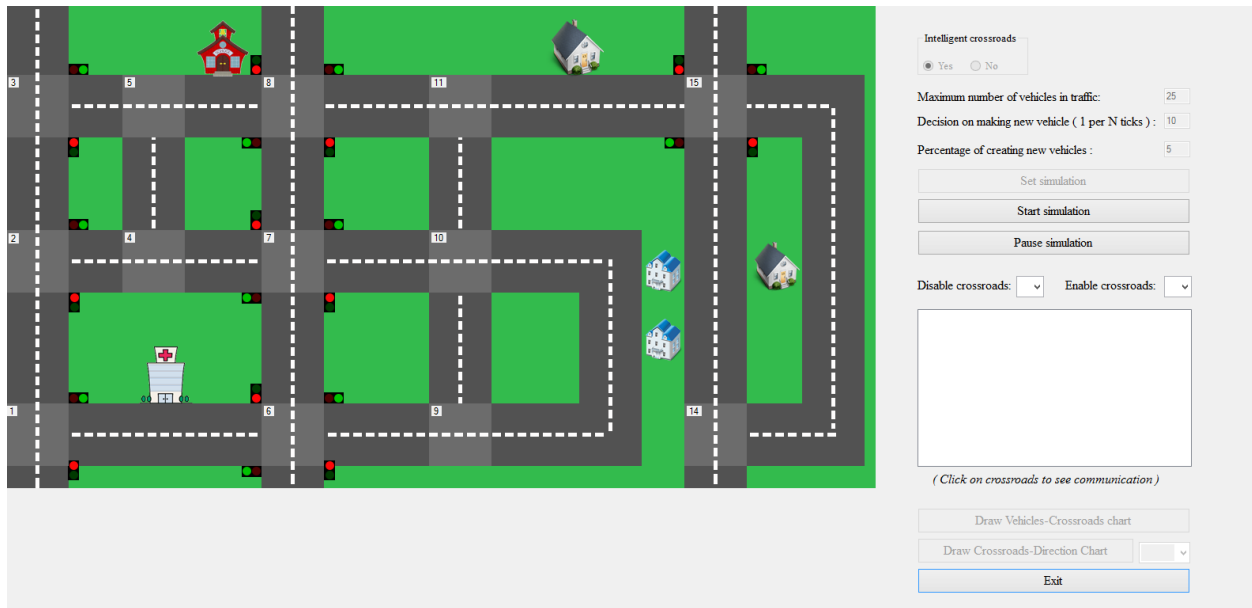 3
5
8
11
15
2
4
7
10
1
6
9
14
Intelligent crossroads
Yes No
Maximum number of vehicles in traffic: 25
Decision on making new vehicle ( 1 per N ticks ) : 10
Percentage of creating new vehicles : 5
Set simulation
Start simulation
Pause simulation
Disable crossroads: Enable crossroads:
( Click on crossroads to see communication )
Draw Vehicles-Crossroads chart
Draw Crossroads-Direction Chart
Exit